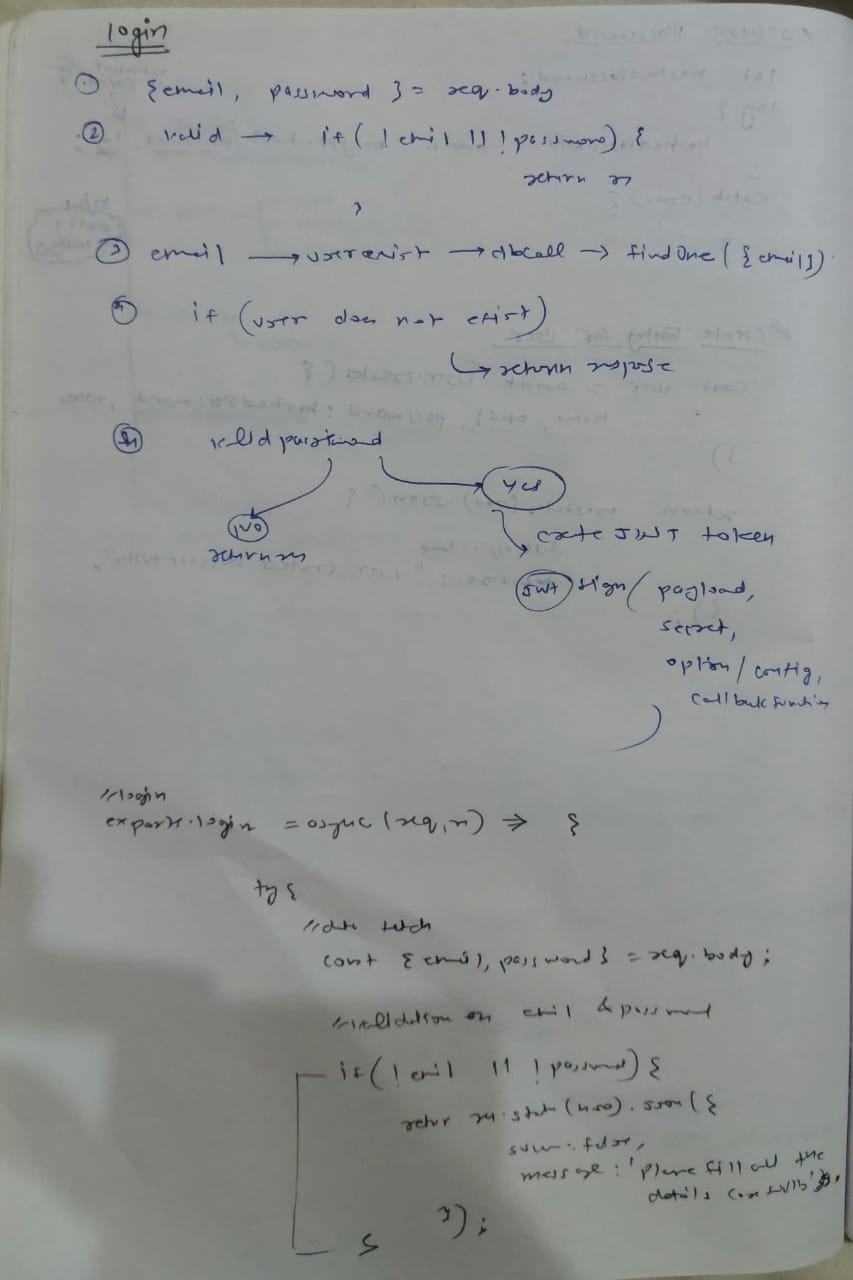 login
① {email, password } = req.body
② valid → if ( ! email || ! password) {
return res
}
③ email → user exist → dbcall → findOne ( {email})
④ if (user does not exist)
→ return response
⑤ valid password
YES
NO
create JWT token
return res
JWT sign ( payload,
secret,
option / config,
callback function
)
//login
exports.login = async (req, res) => {
try {
//data fetch
const { email, password } = req.body ;
//validation on email & password
if ( ! email || ! password) {
return res.status (400).json ( {
success : false,
message : 'Please fill all the
details carefully',
});
}